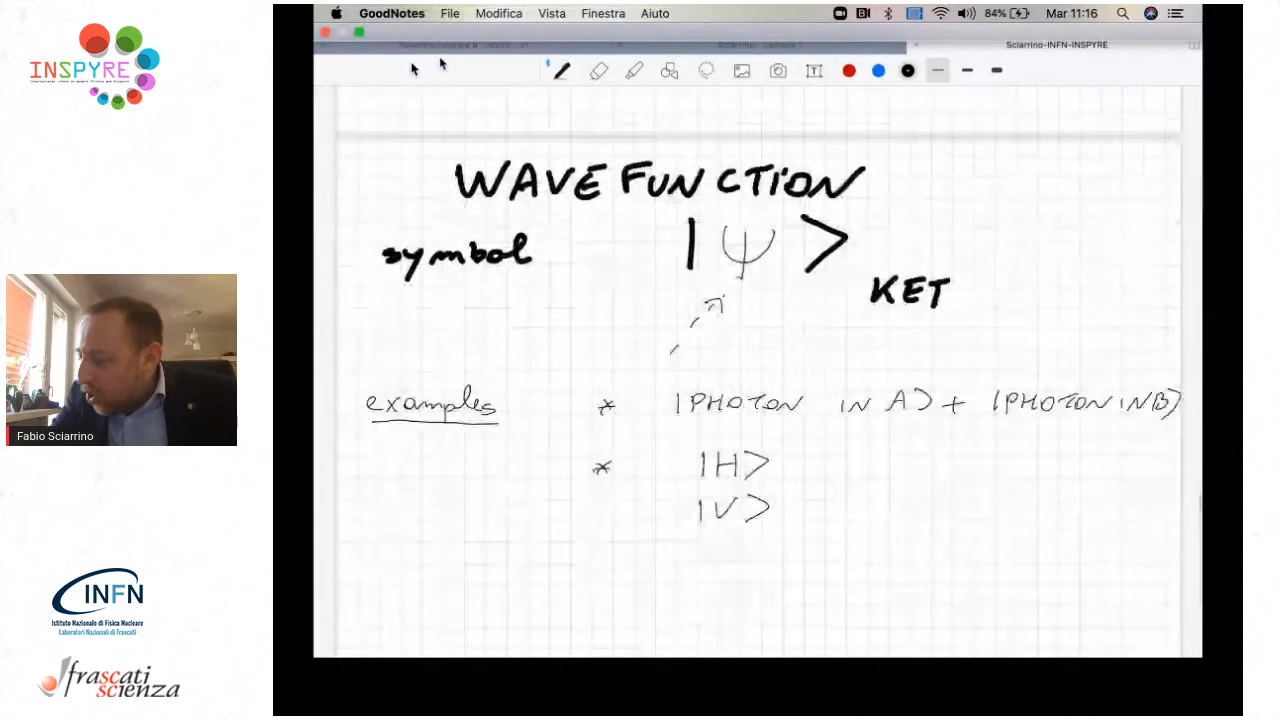 GoodNotes File Modifica Vista Finestra Aiuto 84% Mar 11:16
Sciarrino-INFN-INSPYRE
INSPYRE
WAVE FUNCTION
symbol |ψ>
KET
examples * |PHOTON IN A> + |PHOTON IN B>
* |H>
|V>
Fabio Sciarrino
INFN
Istituto Nazionale di Fisica Nucleare
Laboratori Nazionali di Frascati
frascati
scienza